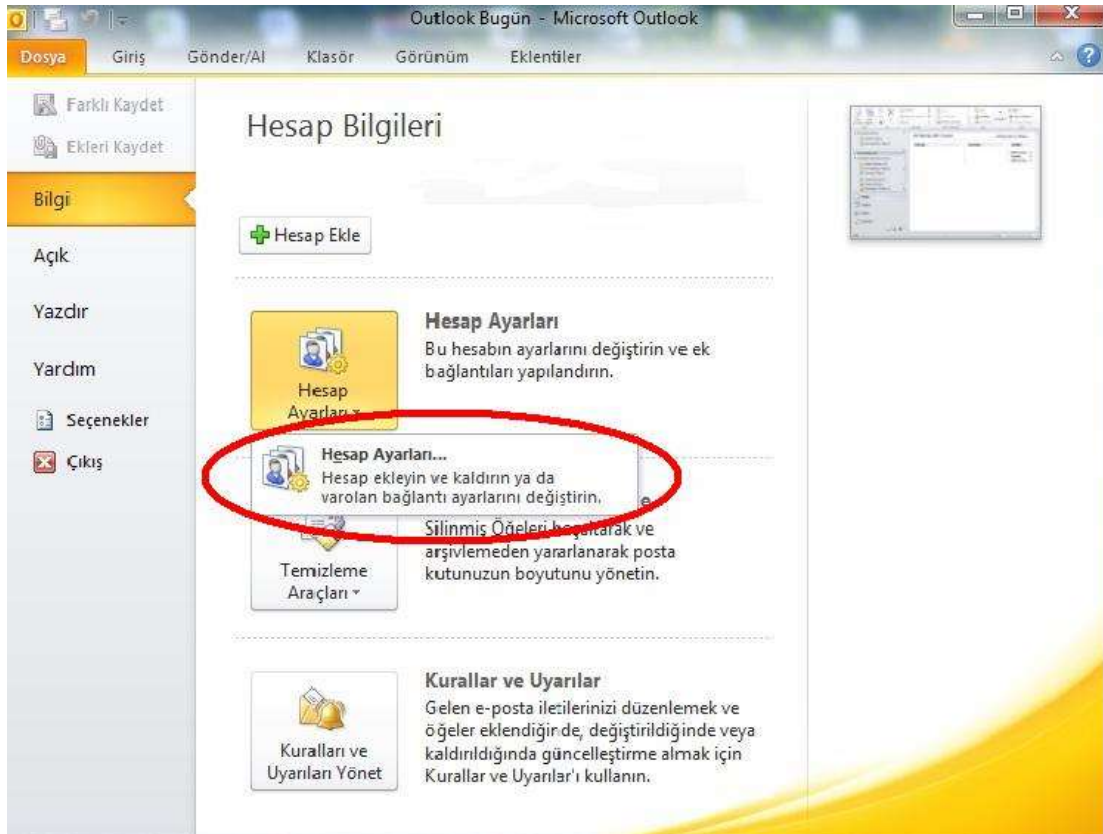 Outlook Bugün - Microsoft Outlook
Dosya Giriş Gönder/Al Klasör Görünüm Eklentiler
Farklı Kaydet
Ekleri Kaydet
Bilgi
Açık
Yazdır
Yardım
Seçenekler
Çıkış
Hesap Bilgileri
Hesap Ekle
Hesap
Ayarları
Hesap Ayarları
Bu hesabın ayarlarını değiştirin ve ek
bağlantıları yapılandırın.
Hesap Ayarları...
Hesap ekleyin ve kaldırın ya da
varolan bağlantı ayarlarını değiştirin.
Temizleme
Araçları
Silinmiş Öğeleri boşaltarak ve
arşivlemeden yararlanarak posta
kutunuzun boyutunu yönetin.
Kuralları ve
Uyarıları Yönet
Kurallar ve Uyarılar
Gelen e-posta iletilerinizi düzenlemek ve
öğeler eklendiğinde, değiştirildiğinde veya
kaldırıldığında güncelleştirme almak için
Kurallar ve Uyarılar'ı kullanın.